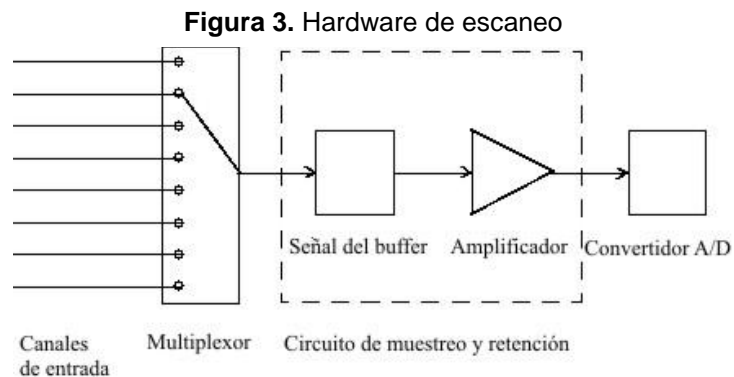 Figura 3. Hardware de escaneo
Señal del buffer
Amplificador
Convertidor A/D
Canales
de entrada
Multiplexor
Circuito de muestreo y retención